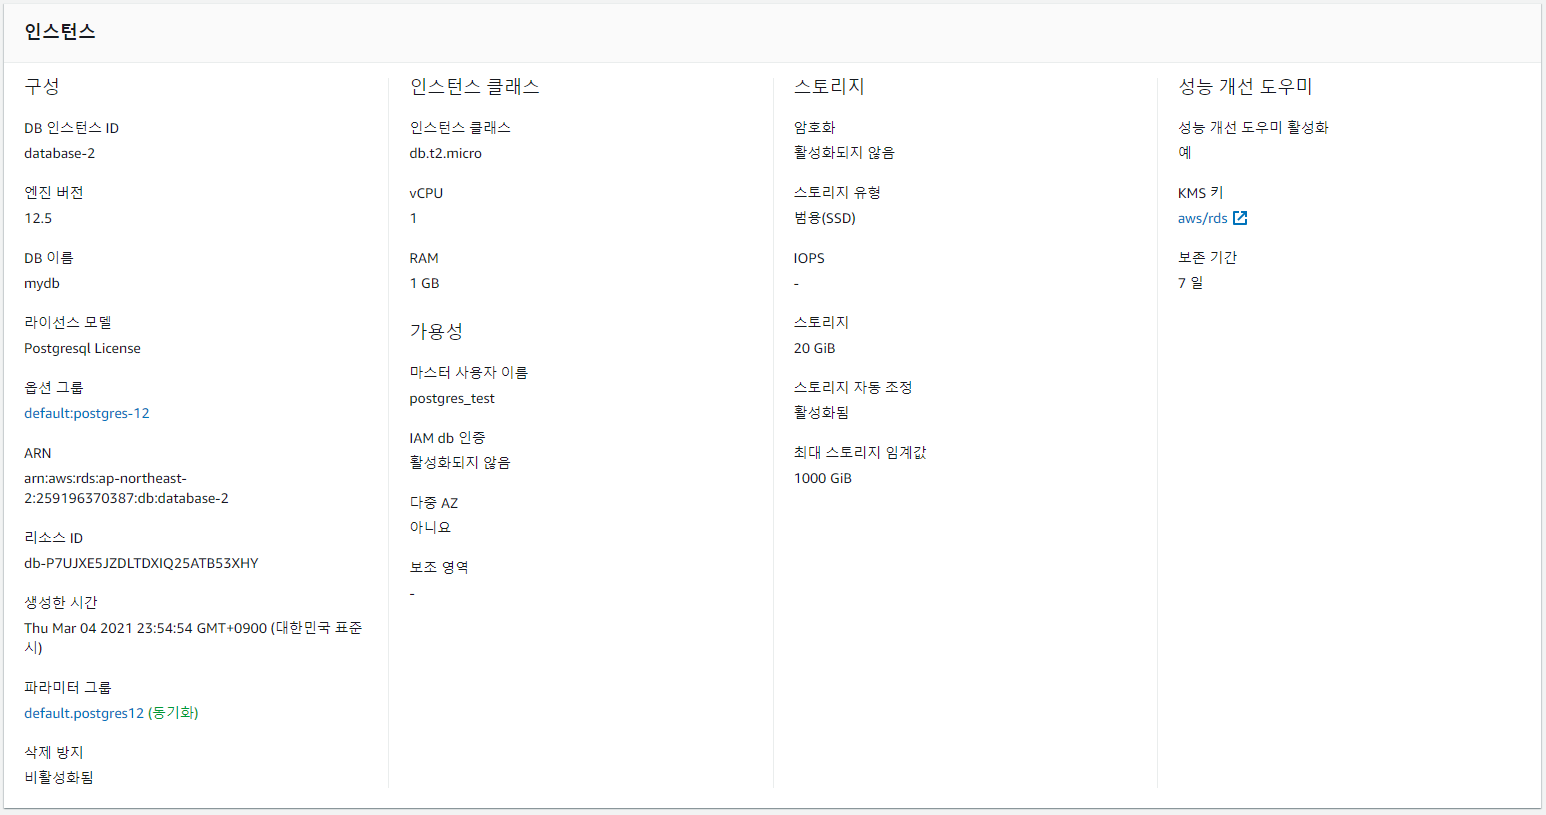 인스턴스
구성
DB 인스턴스 ID
database-2
엔진 버전
12.5
DB 이름
mydb
라이선스 모델
Postgresql License
옵션 그룹
default:postgres-12
ARN
arn:aws:rds:ap-northeast-
2:259196370387:db:database-2
리소스 ID
db-P7UJXE5JZDLTDXIQ25ATB53XHY
생성한 시간
Thu Mar 04 2021 23:54:54 GMT+0900 (대한민국 표준
시)
파라미터 그룹
default.postgres12 (동기화)
삭제 방지
비활성화됨
인스턴스 클래스
인스턴스 클래스
db.t2.micro
vCPU
1
RAM
1 GB
가용성
마스터 사용자 이름
postgres_test
IAM db 인증
활성화되지 않음
다중 AZ
아니요
보조 영역
-
스토리지
암호화
활성화되지 않음
스토리지 유형
범용(SSD)
IOPS
-
스토리지
20 GiB
스토리지 자동 조정
활성화됨
최대 스토리지 임계값
1000 GiB
성능 개선 도우미
성능 개선 도우미 활성화
예
KMS 키
aws/rds
보존 기간
7 일